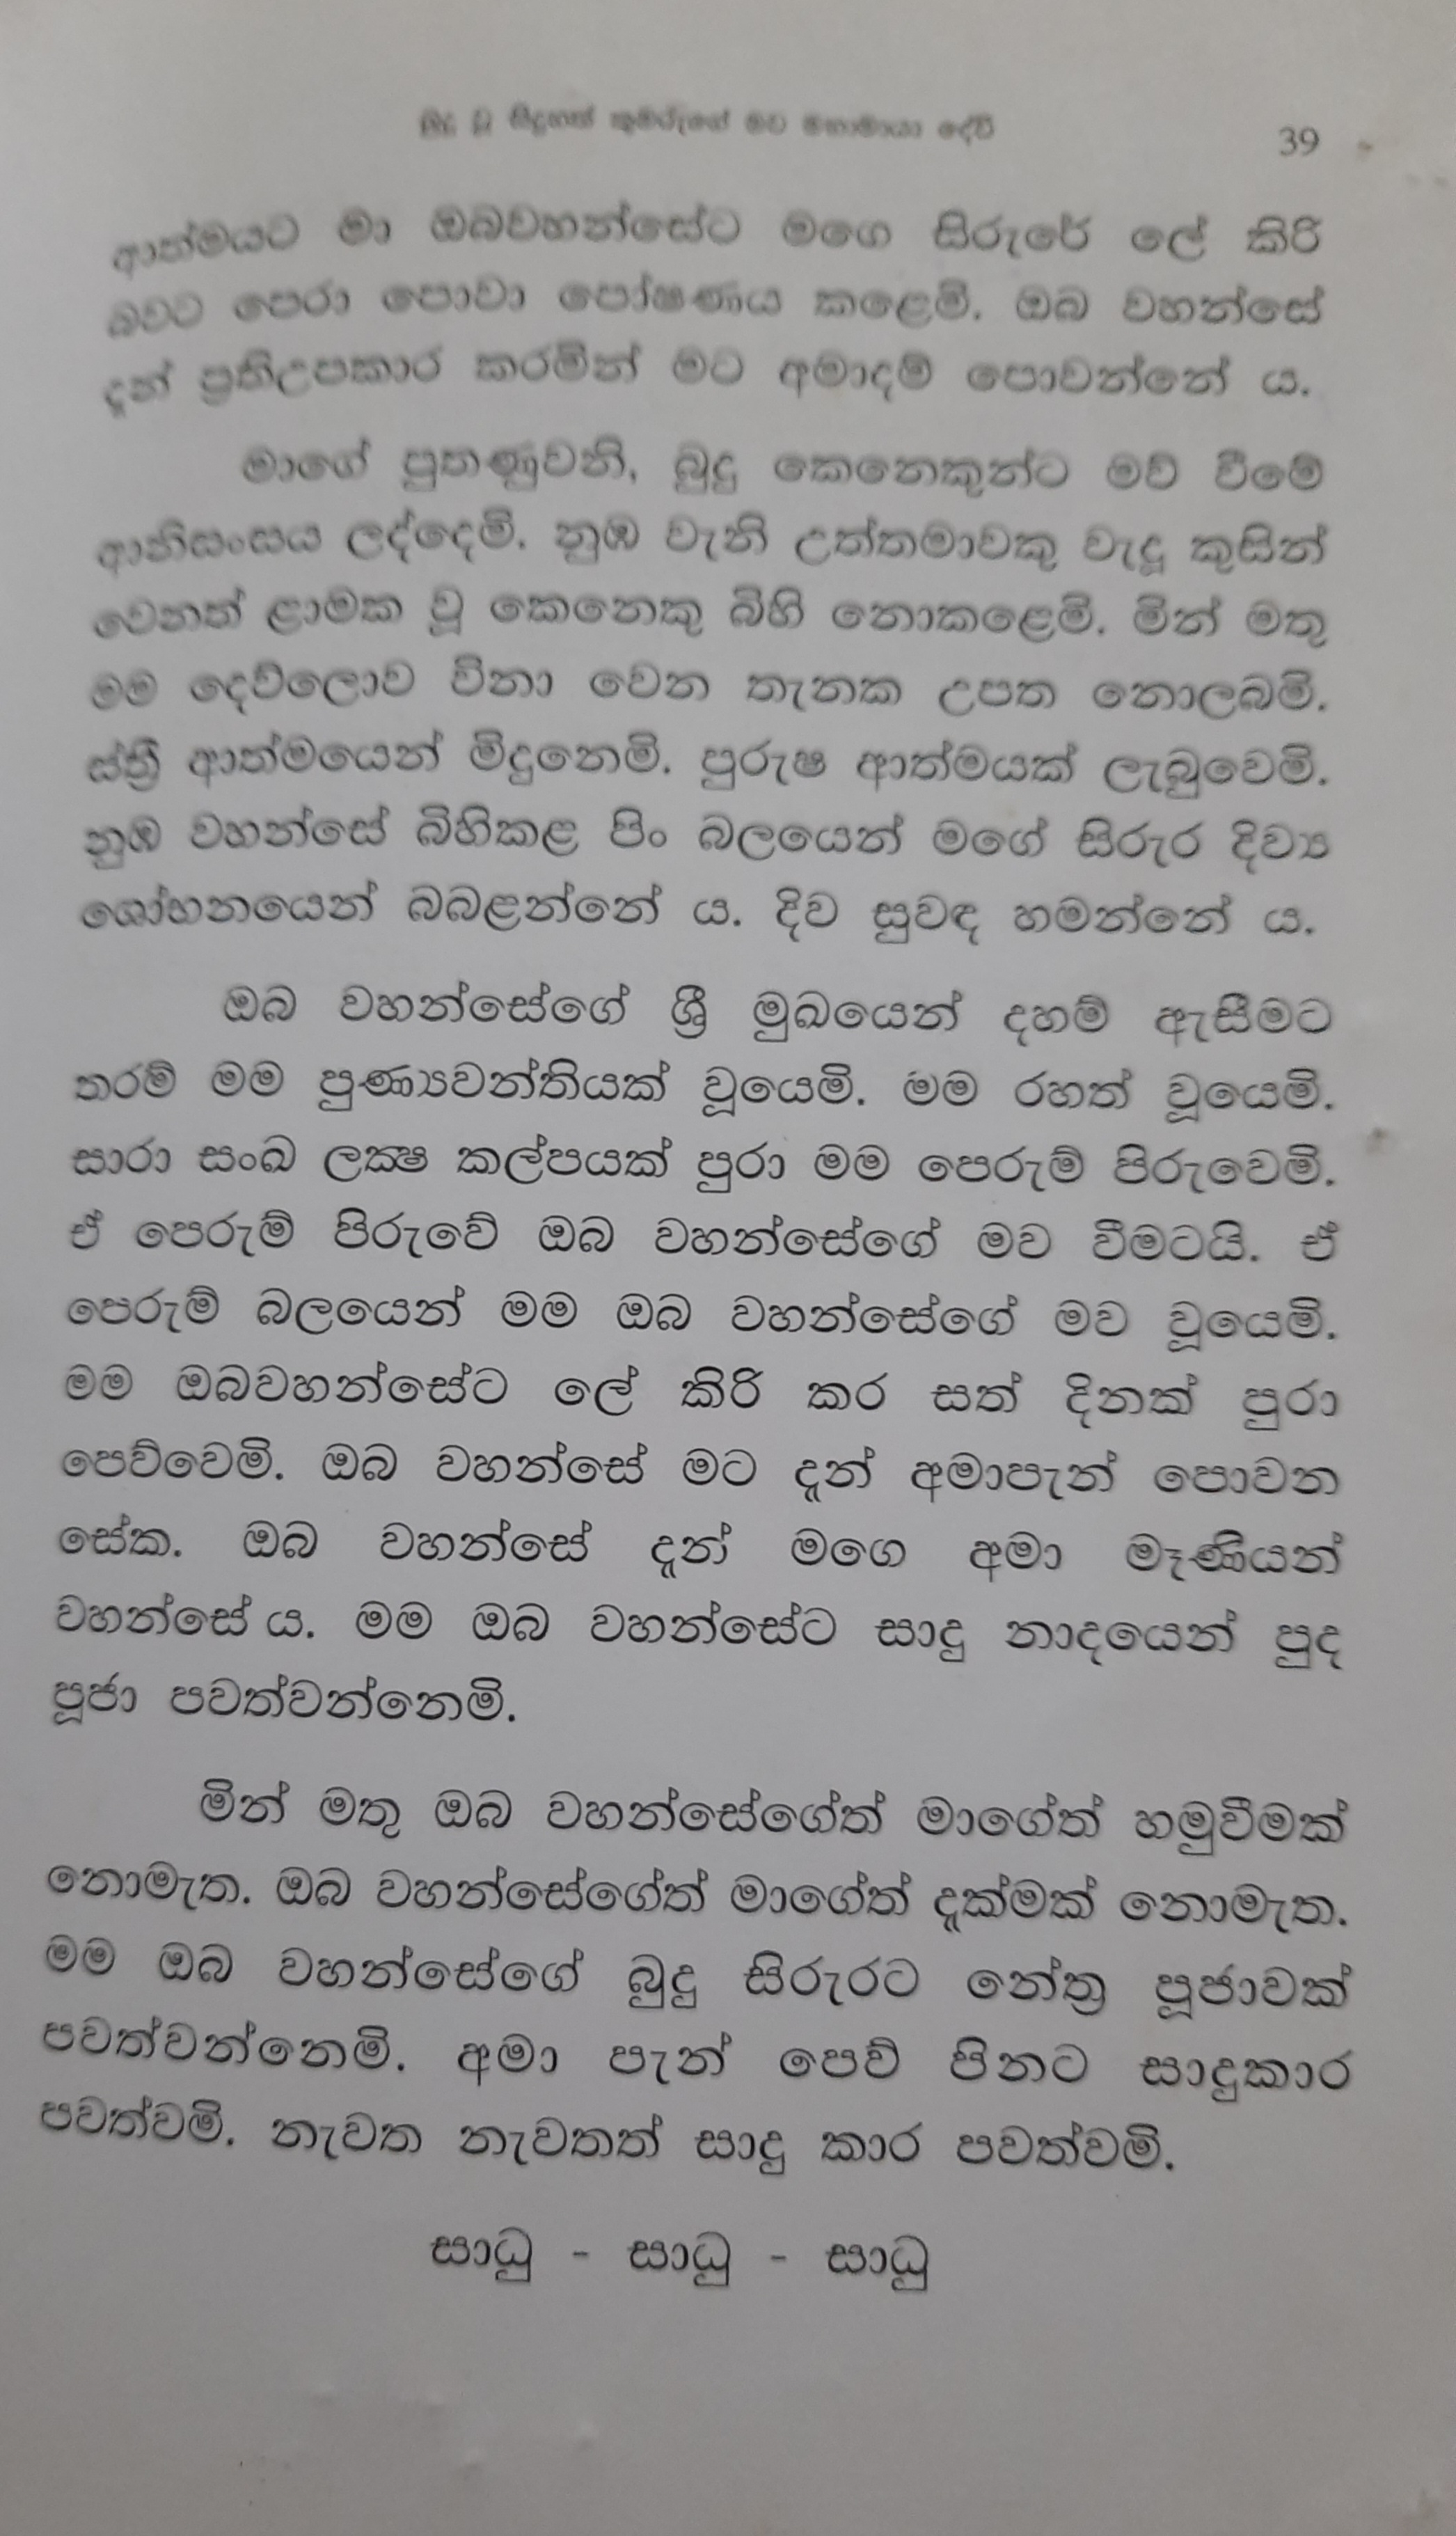 බුදු වූ සිදුහත් කුමරුගේ මව මහාමායා දේවී 39
ආත්මයට මා ඔබවහන්සේට මගෙ සිරුරේ ලේ කිරි
බවට පෙරා පොවා පෝෂණය කළෙමි. ඔබ වහන්සේ
දැන් ප්‍රතිඋපකාර කරමින් මට අමාදම් පොවන්නේ ය.
මාගේ පුතණුවනි, බුදු කෙනෙකුන්ට මව් වීමේ
ආනිසංසය ලද්දෙමි. නුඹ වැනි උත්තමාවකු වැදූ කුසින්
වෙනත් ළාමක වූ කෙනෙකු බිහි නොකළෙමි. මින් මතු
මම දෙව්ලොව විනා වෙන තැනක උපත නොලබමි.
ස්ත්‍රී ආත්මයෙන් මිදුනෙමි. පුරුෂ ආත්මයක් ලැබුවෙමි.
නුඹ වහන්සේ බිහිකළ පිං බලයෙන් මගේ සිරුර දිව්‍ය
ශෝභනයෙන් බබළන්නේ ය. දිව සුවඳ හමන්නේ ය.
ඔබ වහන්සේගේ ශ්‍රී මුඛයෙන් දහම් ඇසීමට
තරම් මම පුණ්‍යවන්තියක් වූයෙමි. මම රහත් වූයෙමි.
සාරා සංඛ ලක්‍ෂ කල්පයක් පුරා මම පෙරුම් පිරුවෙමි.
ඒ පෙරුම් පිරුවේ ඔබ වහන්සේගේ මව වීමටයි. ඒ
පෙරුම් බලයෙන් මම ඔබ වහන්සේගේ මව වූයෙමි.
මම ඔබවහන්සේට ලේ කිරි කර සත් දිනක් පුරා
පෙව්වෙමි. ඔබ වහන්සේ මට දැන් අමාපැන් පොවන
සේක. ඔබ වහන්සේ දැන් මගෙ අමා මෑණියන්
වහන්සේ ය. මම ඔබ වහන්සේට සාදු නාදයෙන් පුද
පූජා පවත්වන්නෙමි.
මින් මතු ඔබ වහන්සේගේත් මාගේත් හමුවීමක්
නොමැත. ඔබ වහන්සේගේත් මාගේත් දැක්මක් නොමැත.
මම ඔබ වහන්සේගේ බුදු සිරුරට නේත්‍ර පූජාවක්
පවත්වන්නෙමි. අමා පැන් පෙව් පිනට සාදුකාර
පවත්වමි. නැවත නැවතත් සාදු කාර පවත්වමි.
සාධු - සාධු - සාධු